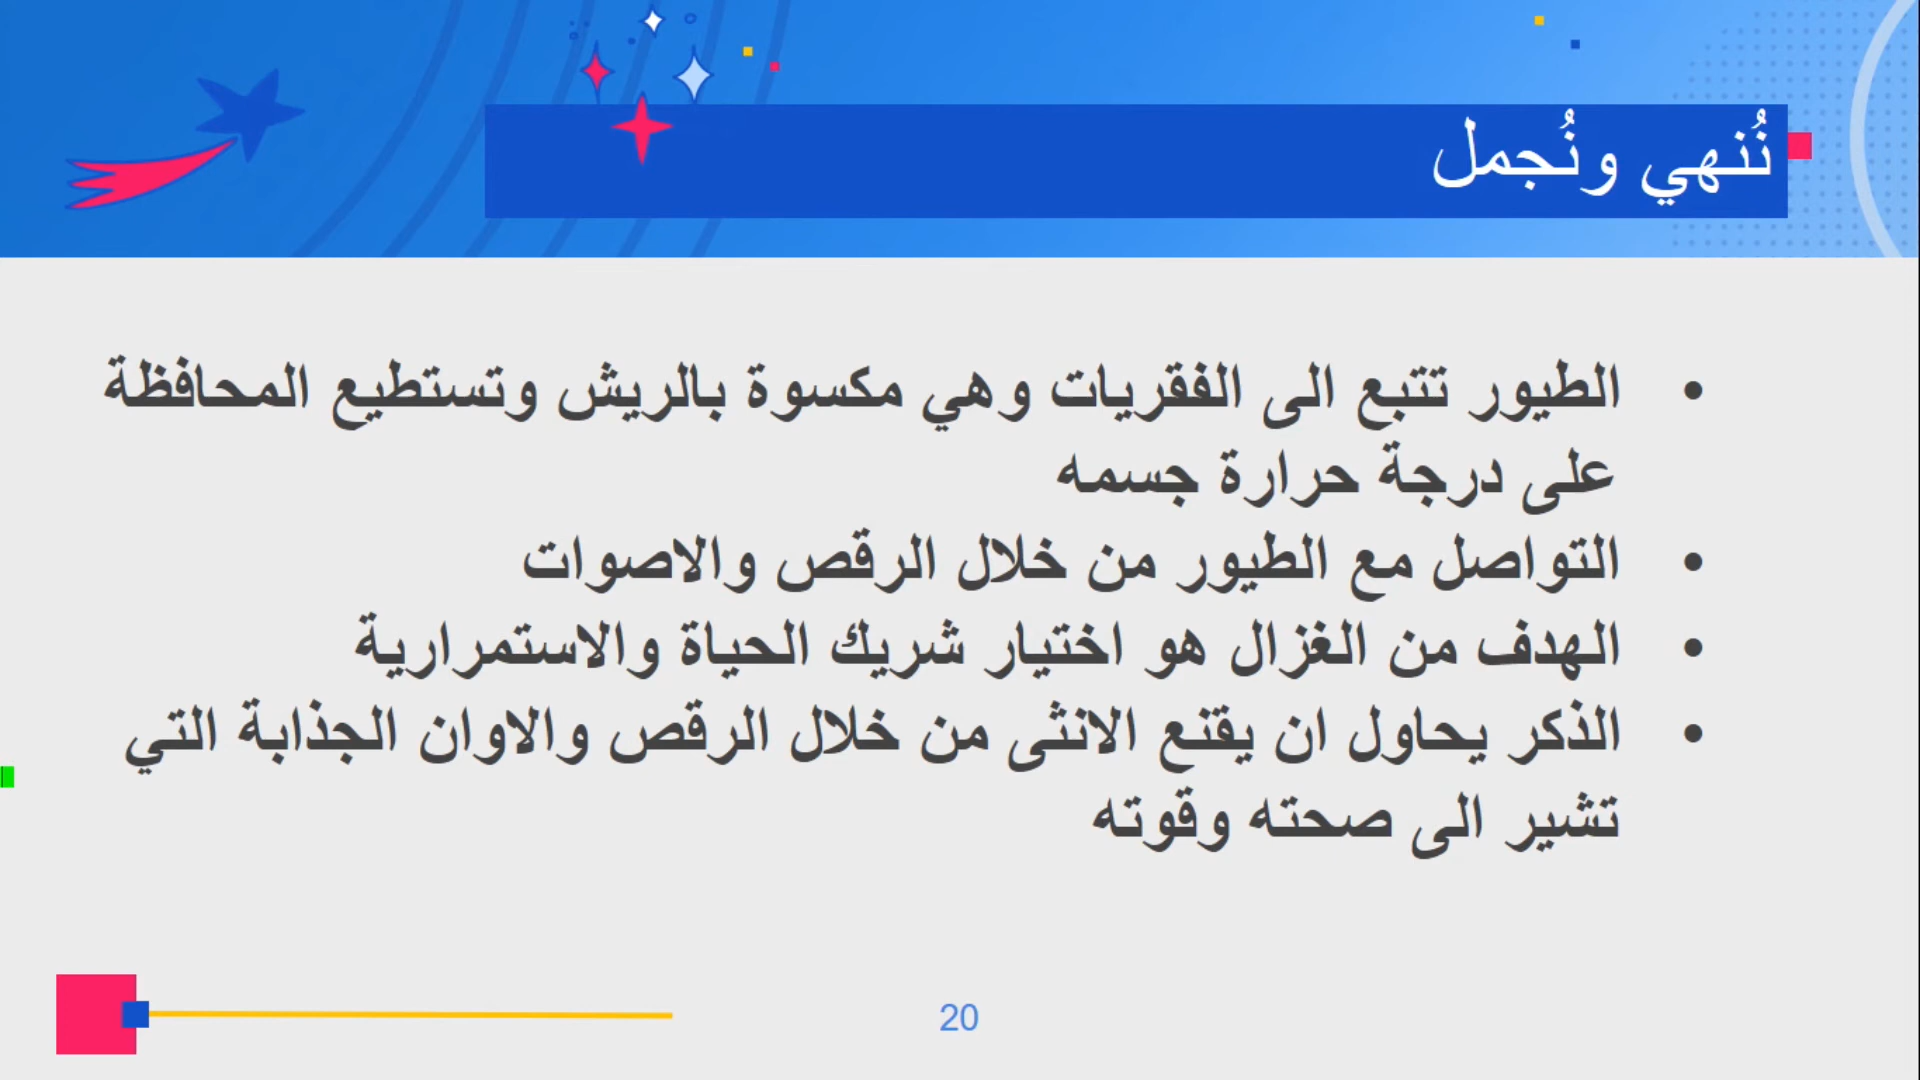 نُنهي ونُجمل
• الطيور تتبع الى الفقريات وهي مكسوة بالريش وتستطيع المحافظة
على درجة حرارة جسمه
• التواصل مع الطيور من خلال الرقص والاصوات
• الهدف من الغزال هو اختيار شريك الحياة والاستمرارية
• الذكر يحاول ان يقنع الانثى من خلال الرقص والاوان الجذابة التي
تشير الى صحته وقوته
20